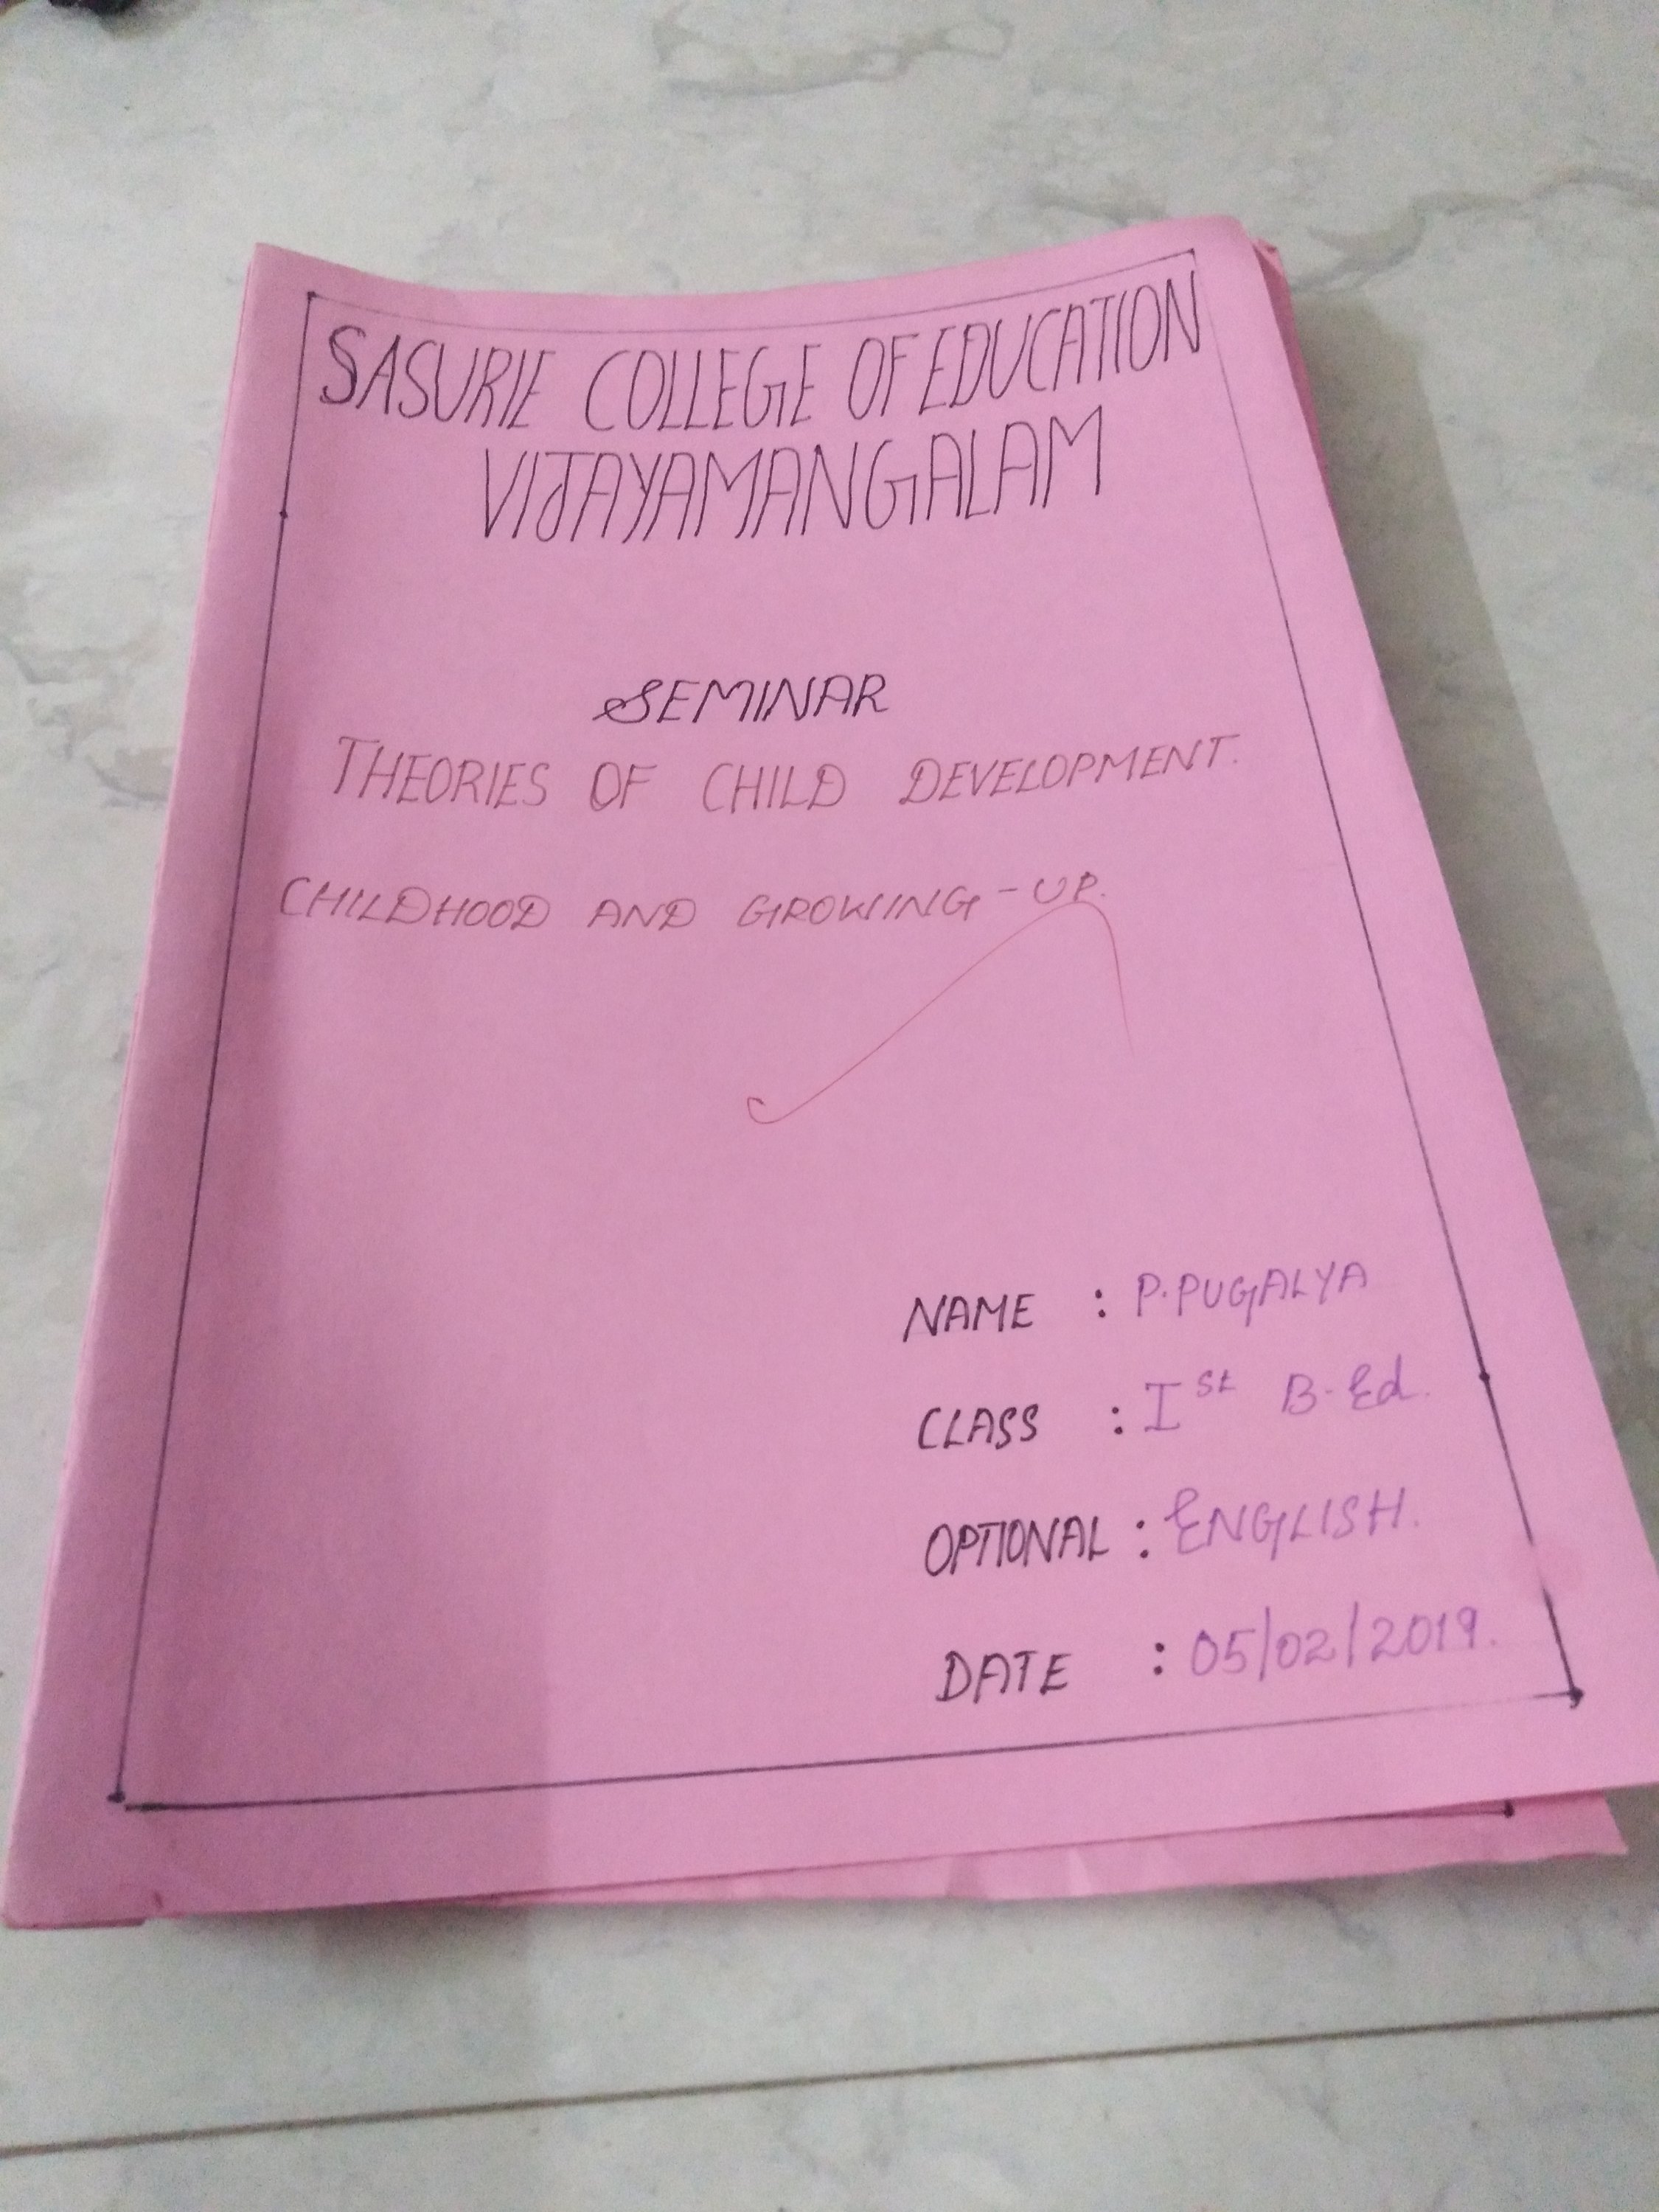 SASURIE COLLEGE OF EDUCATION
VIJAYAMANGALAM
SEMINAR
THEORIES OF CHILD DEVELOPMENT.
CHILDHOOD AND GROWING-UP.
NAME : P.PUGALYA
CLASS : Ist B.Ed.
OPTIONAL : ENGLISH.
DATE : 05/02/2019.